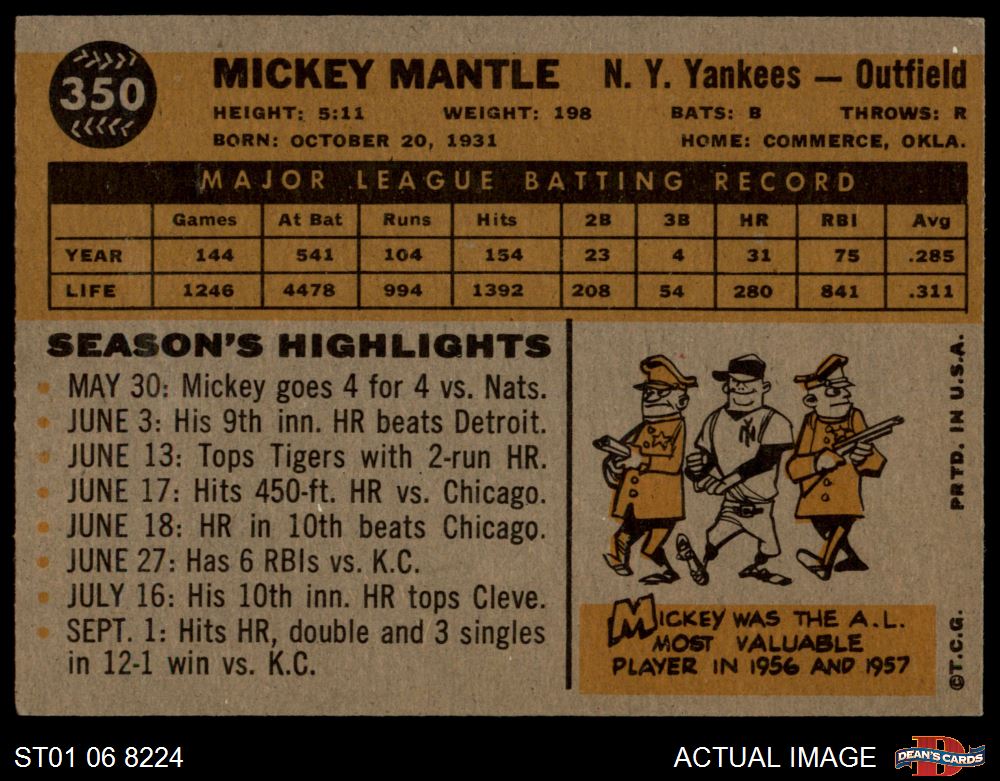 350
MICKEY MANTLE N. Y. Yankees — Outfield
HEIGHT: 5:11 WEIGHT: 198 BATS: B THROWS: R
BORN: OCTOBER 20, 1931 HOME: COMMERCE, OKLA.
MAJOR LEAGUE BATTING RECORD
Games At Bat Runs Hits 2B 3B HR RBI Avg
YEAR 144 541 104 154 23 4 31 75 .285
LIFE 1246 4478 994 1392 208 54 280 841 .311
SEASON'S HIGHLIGHTS
• MAY 30: Mickey goes 4 for 4 vs. Nats.
• JUNE 3: His 9th inn. HR beats Detroit.
• JUNE 13: Tops Tigers with 2-run HR.
• JUNE 17: Hits 450-ft. HR vs. Chicago.
• JUNE 18: HR in 10th beats Chicago.
• JUNE 27: Has 6 RBIs vs. K.C.
• JULY 16: His 10th inn. HR tops Cleve.
• SEPT. 1: Hits HR, double and 3 singles
in 12-1 win vs. K.C.
NY
MICKEY WAS THE A.L.
MOST VALUABLE
PLAYER IN 1956 AND 1957
©T.C.G. PRTD. IN U.S.A.
ST01 06 8224 ACTUAL IMAGE
D
DEAN'S CARDS